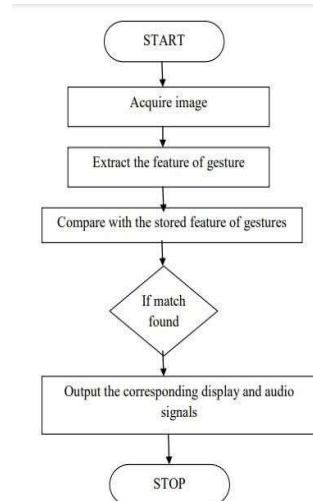 START
Acquire image
Extract the feature of gesture
Compare with the stored feature of gestures
If match
found
Output the corresponding display and audio
signals
STOP